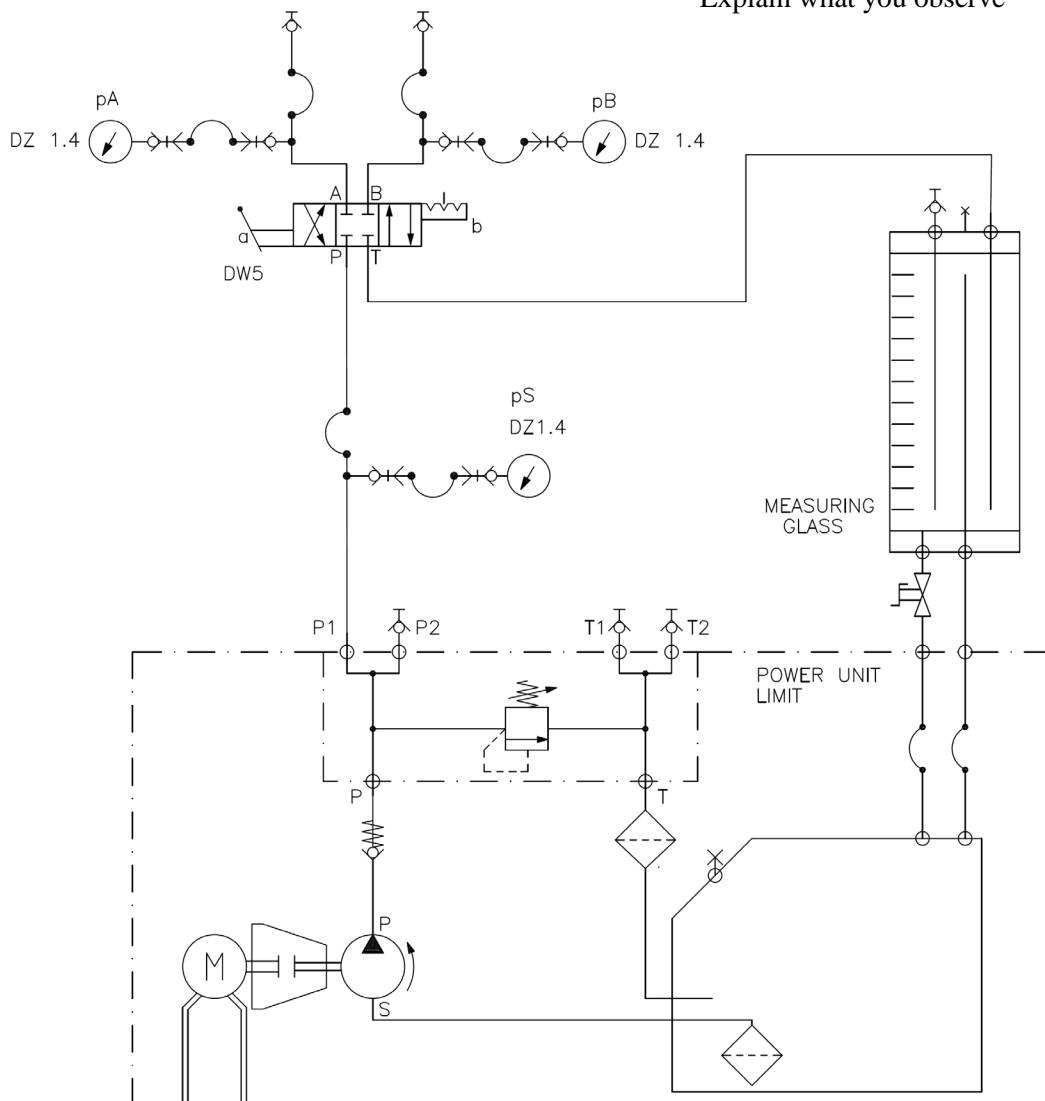 Explain what you observe
pA
pB
DZ 1.4
DZ 1.4
A B
a
b
P T
DW5
pS
DZ1.4
MEASURING
GLASS
P1
P2
T1
T2
POWER UNIT
LIMIT
P
T
P
M
S